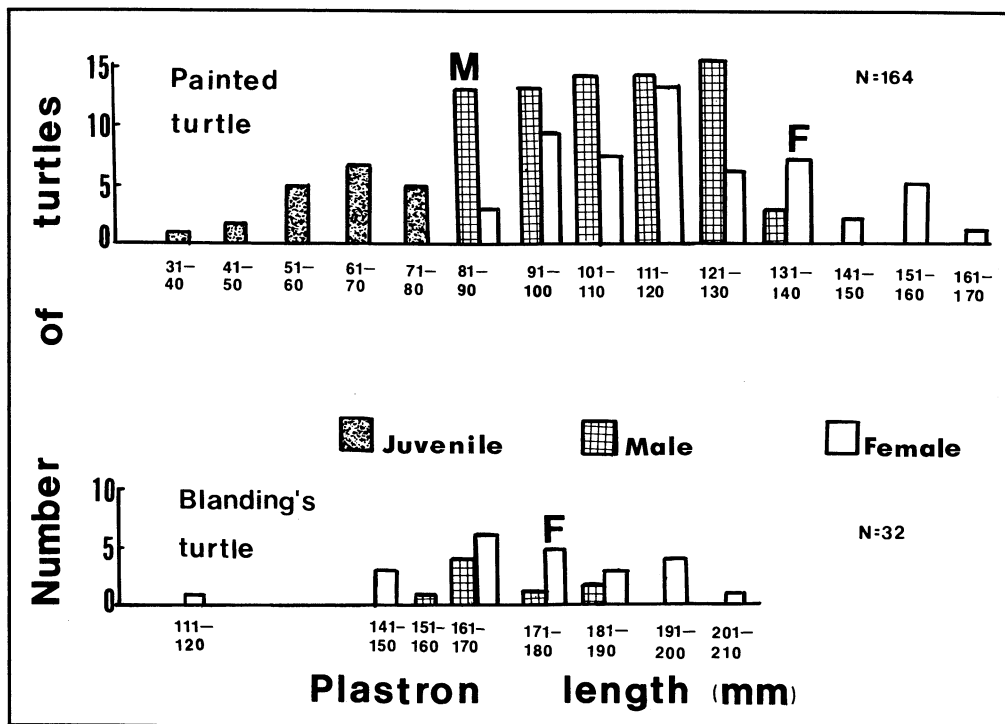 Number of turtles
15
10
5
0
Painted
turtle
M
F
N=164
31– 41– 51– 61– 71– 81– 91– 101– 111– 121– 131– 141– 151– 161–
40 50 60 70 80 90 100 110 120 130 140 150 160 170
Juvenile Male Female
10
5
0
Blanding's
turtle
F
N=32
111– 141– 151– 161– 171– 181– 191– 201–
120 150 160 170 180 190 200 210
Plastron length (mm)